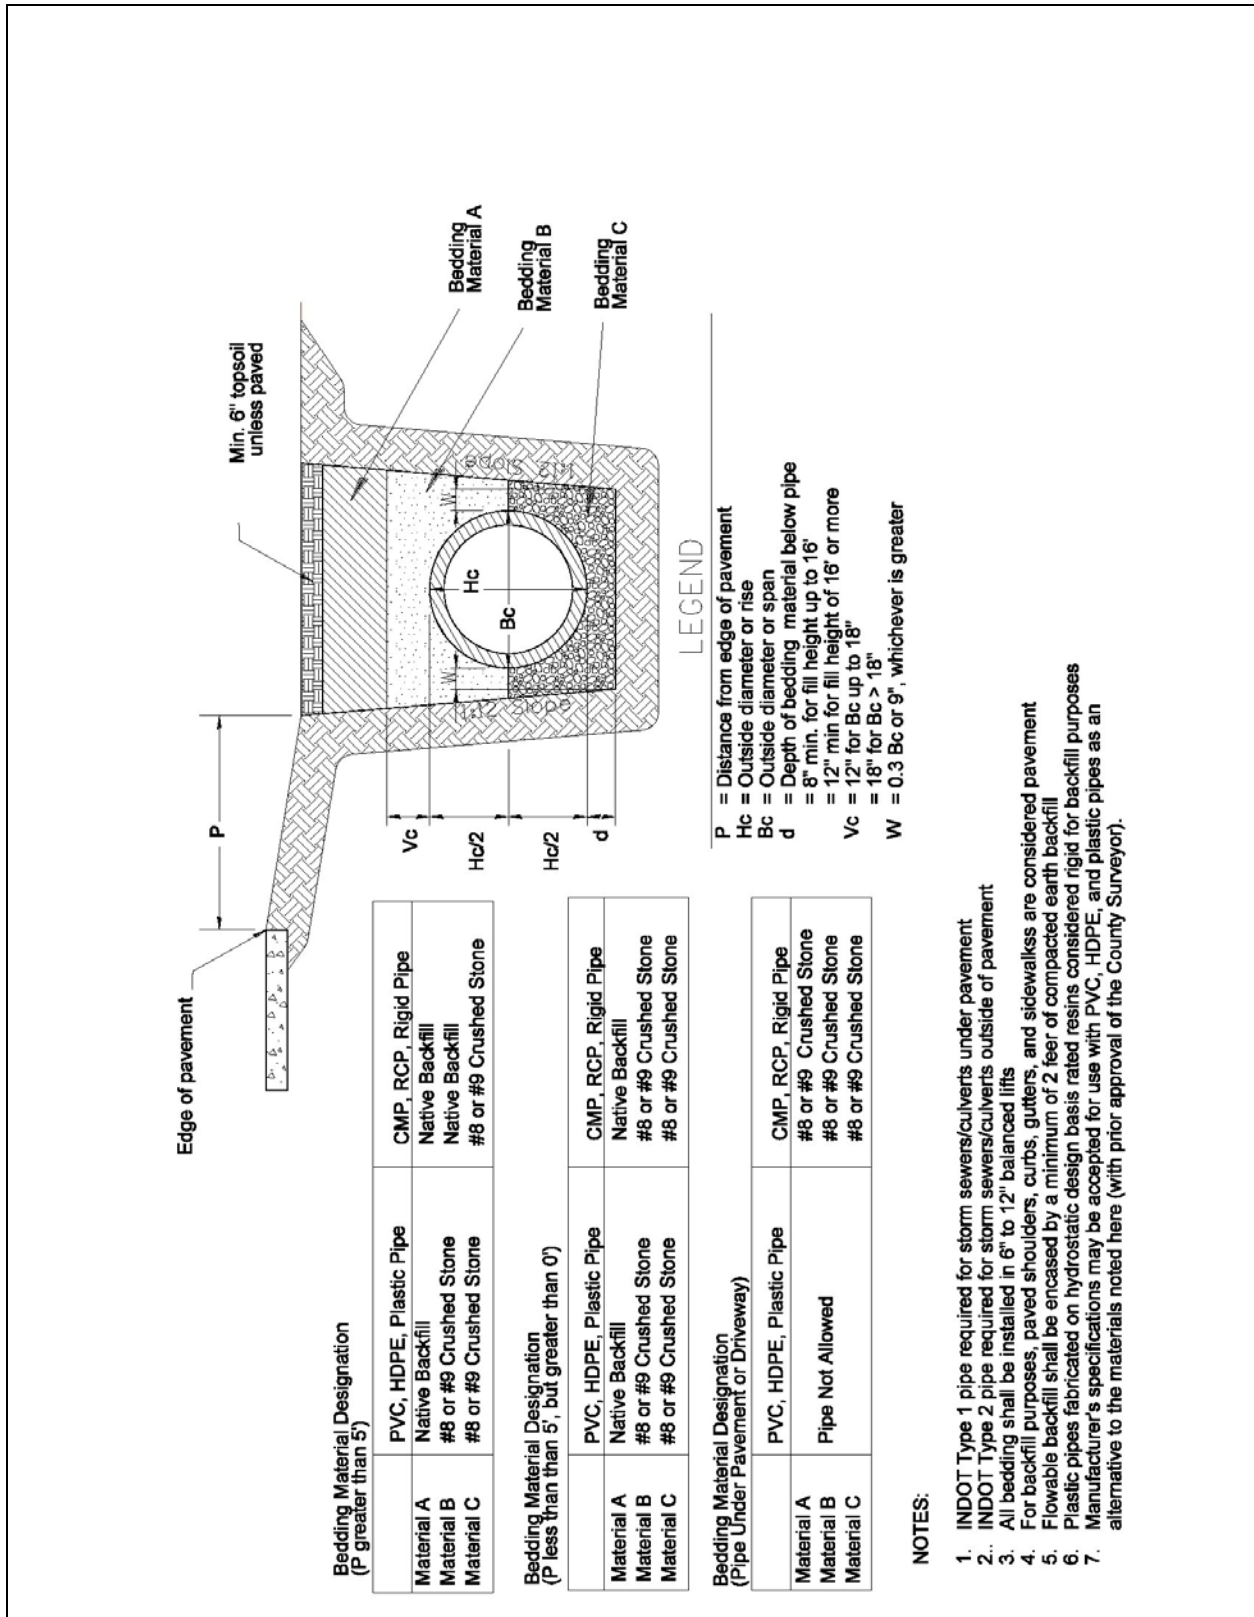 Edge of pavement
P
Min. 6" topsoil
unless paved
Bedding
Material A
Bedding
Material B
Bedding
Material C
Vc
Hc/2
Hc/2
d
W
W
Hc
Bc
1:12 Slope
1:12 Slope
LEGEND
P = Distance from edge of pavement
Hc = Outside diameter or rise
Bc = Outside diameter or span
d = Depth of bedding material below pipe
= 8" min. for fill height up to 16'
= 12" min for fill height of 16' or more
Vc = 12" for Bc up to 18"
= 18" for Bc > 18"
W = 0.3 Bc or 9", whichever is greater
Bedding Material Designation
(P greater than 5')
PVC, HDPE, Plastic Pipe CMP, RCP, Rigid Pipe
Material A Native Backfill Native Backfill
Material B #8 or #9 Crushed Stone Native Backfill
Material C #8 or #9 Crushed Stone #8 or #9 Crushed Stone
Bedding Material Designation
(P less than than 5', but greater than 0')
PVC, HDPE, Plastic Pipe CMP, RCP, Rigid Pipe
Material A Native Backfill Native Backfill
Material B #8 or #9 Crushed Stone #8 or #9 Crushed Stone
Material C #8 or #9 Crushed Stone #8 or #9 Crushed Stone
Bedding Material Designation
(Pipe Under Pavement or Driveway)
PVC, HDPE, Plastic Pipe CMP, RCP, Rigid Pipe
Material A #8 or #9 Crushed Stone
Material B Pipe Not Allowed #8 or #9 Crushed Stone
Material C #8 or #9 Crushed Stone
NOTES:
1. INDOT Type 1 pipe required for storm sewers/culverts under pavement
2.. INDOT Type 2 pipe required for storm sewers/culverts outside of pavement
3. All bedding shall be installed in 6" to 12" balanced lifts
4. For backfill purposes, paved shoulders, curbs, gutters, and sidewalkss are considered pavement
5. Flowable backfill shall be encased by a minimum of 2 feer of compacted earth backfill
6. Plastic pipes fabricated on hydrostatic design basis rated resins considered rigid for backfill purposes
7. Manufacturer's specifications may be accepted for use with PVC, HDPE, and plastic pipes as an
alternative to the materials noted here (with prior approval of the County Surveyor).